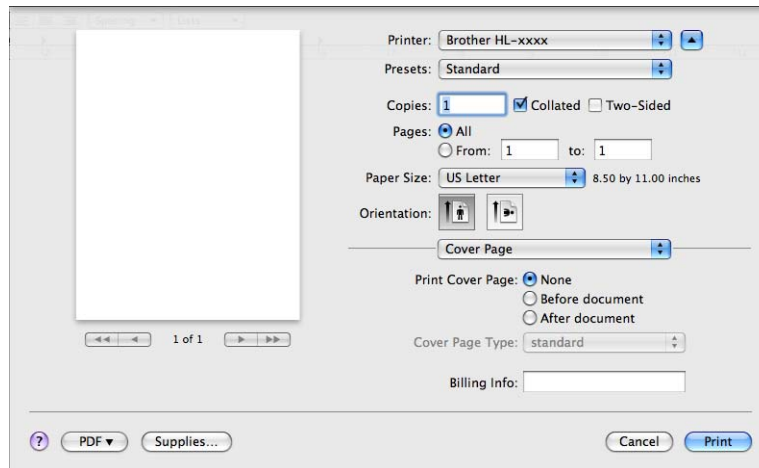 Spacing Lists
Printer: Brother HL-xxxx
Presets: Standard
Copies: 1 Collated Two-Sided
Pages: All
From: 1 to: 1
Paper Size: US Letter 8.50 by 11.00 inches
Orientation:
Cover Page
Print Cover Page: None
Before document
After document
Cover Page Type: standard
Billing Info:
1 of 1
? PDF Supplies... Cancel Print